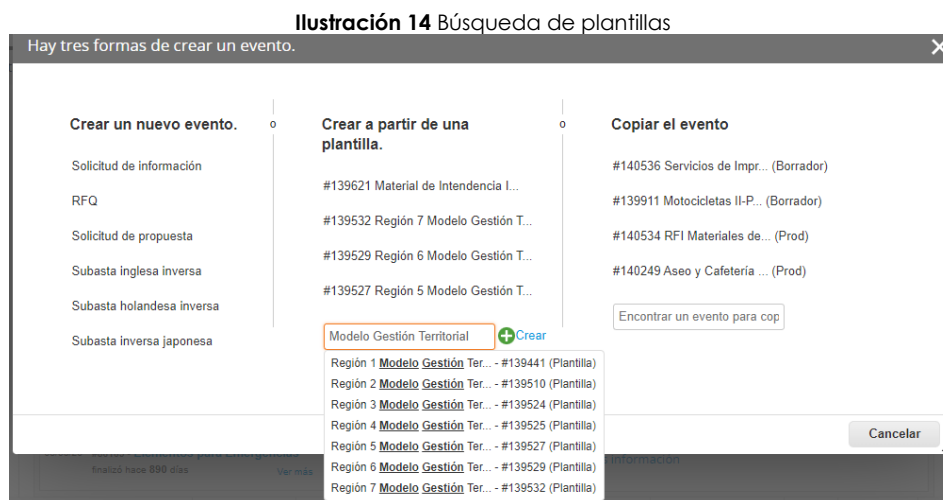 Ilustración 14 Búsqueda de plantillas
Hay tres formas de crear un evento.
Crear un nuevo evento.
Solicitud de información
RFQ
Solicitud de propuesta
Subasta inglesa inversa
Subasta holandesa inversa
Subasta inversa japonesa
o
Crear a partir de una
plantilla.
#139621 Material de Intendencia I...
#139532 Región 7 Modelo Gestión T...
#139529 Región 6 Modelo Gestión T...
#139527 Región 5 Modelo Gestión T...
Modelo Gestión Territorial
Crear
Región 1 Modelo Gestión Ter... - #139441 (Plantilla)
Región 2 Modelo Gestión Ter... - #139510 (Plantilla)
Región 3 Modelo Gestión Ter... - #139524 (Plantilla)
Región 4 Modelo Gestión Ter... - #139525 (Plantilla)
Región 5 Modelo Gestión Ter... - #139527 (Plantilla)
Región 6 Modelo Gestión Ter... - #139529 (Plantilla)
Región 7 Modelo Gestión Ter... - #139532 (Plantilla)
o
Copiar el evento
#140536 Servicios de Impr... (Borrador)
#139911 Motocicletas II-P... (Borrador)
#140534 RFI Materiales de... (Prod)
#140249 Aseo y Cafetería ... (Prod)
Encontrar un evento para cop
Cancelar
finalizó hace 890 días
Ver más
información